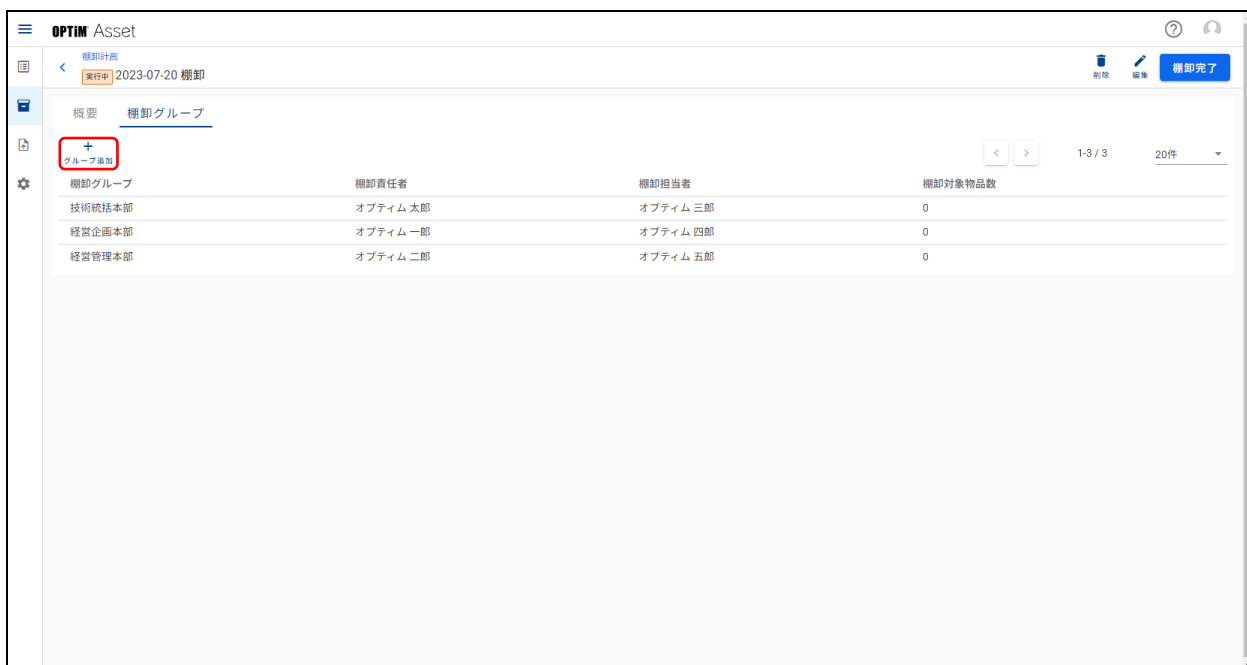 OPTiM Asset
棚卸計画
実行中 2023-07-20 棚卸
削除 編集 棚卸完了
概要 棚卸グループ
グループ追加
1-3 / 3 20件
棚卸グループ 棚卸責任者 棚卸担当者 棚卸対象物品数
技術統括本部 オプティム 太郎 オプティム 三郎 0
経営企画本部 オプティム 一郎 オプティム 四郎 0
経営管理本部 オプティム 二郎 オプティム 五郎 0